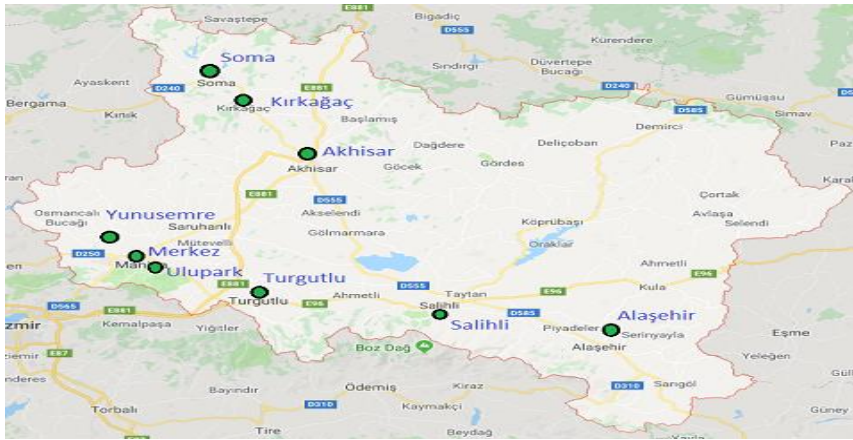 Savaştepe
E881
Bigadiç
D555
Kürendere
Soma
Soma
Ayaskent
D240
Sındırgı
Düvertepe
Bucağı
D240
Gümüşsu
Bergama
Kınık
Kırkağaç
Kırkağaç
E881
Başlamış
D585
Simav
Demirci
Akhisar
Akhisar
Dağdere
Göcek
Deliçoban
Gördes
E881
D555
Çortak
Osmancalı
Bucağı
Yunusemre
Saruhanlı
Akselendi
Gölmarmara
Köprübaşı
Avlaşa
Selendi
D250
Merkez
Mütevelli
Oraklar
Ulupark
Turgutlu
E881
Turgutlu
D555
Ahmetli
E96
Ahmetli
Taytan
E96
Kula
D565
E881
Salihli
Salihli
D585
Alaşehir
Piyadeler
Serinyayla
Alaşehir
Kemalpaşa
Yiğitler
Eşme
E87
Boz Dağ
Yeleğen
Bayındır
Ödemiş
Kiraz
D310
Sarıgöl
Torbalı
D310
Kaymakçı
Güney
Tire
Beydağ